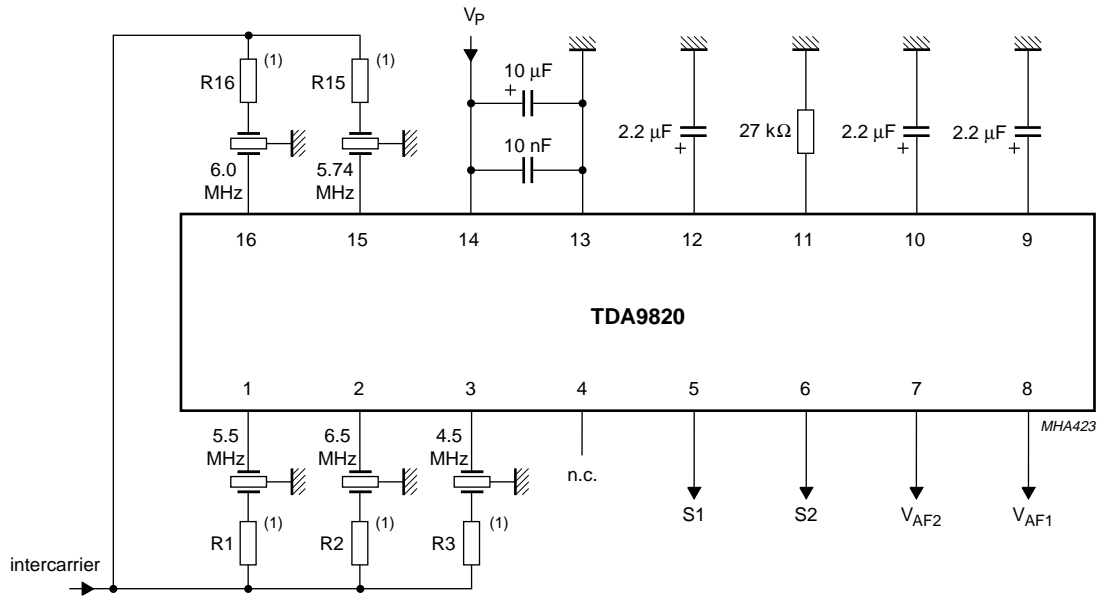 VP
(1)
(1)
R16
R15
10 µF
+
10 nF
2.2 µF
+
27 kΩ
2.2 µF
+
2.2 µF
+
6.0
MHz
5.74
MHz
16
15
14
13
12
11
10
9
TDA9820
1
2
3
4
5
6
7
8
MHA423
5.5
MHz
6.5
MHz
4.5
MHz
n.c.
S1
S2
VAF2
VAF1
(1)
(1)
(1)
R1
R2
R3
intercarrier